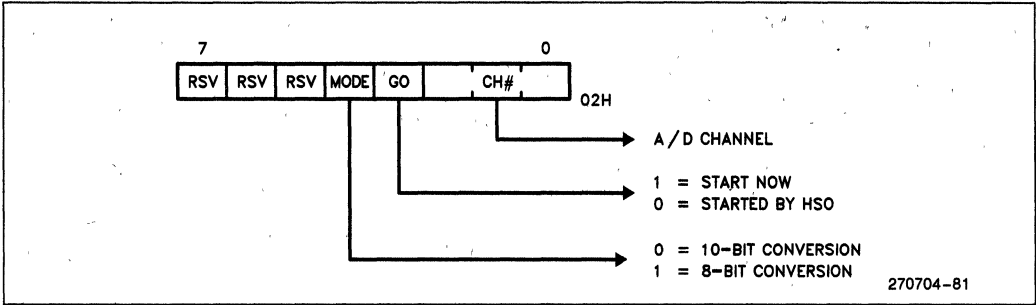 7 0
RSV RSV RSV MODE GO CH#
02H
A/D CHANNEL
1 = START NOW
0 = STARTED BY HSO
0 = 10-BIT CONVERSION
1 = 8-BIT CONVERSION
270704-81